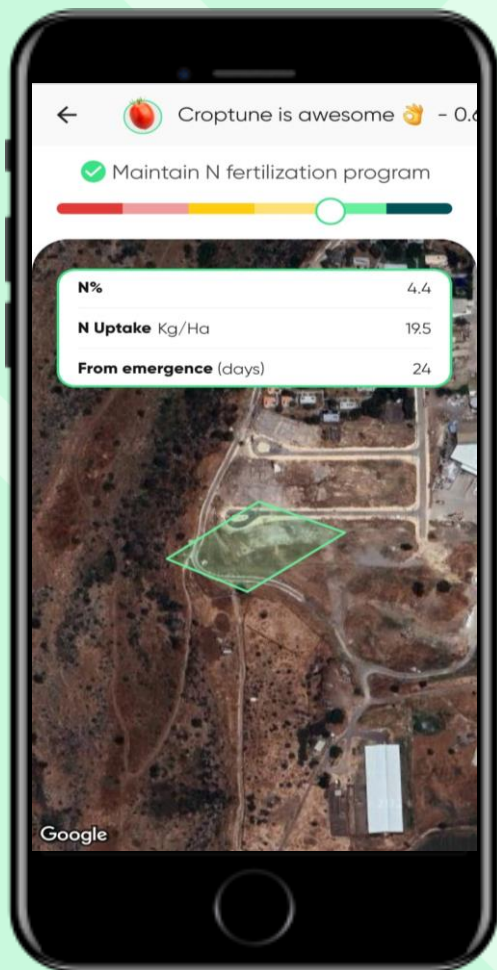 Croptune is awesome 👌 - 0.6
Maintain N fertilization program
N% 4.4
N Uptake Kg/Ha 19.5
From emergence (days) 24
Google